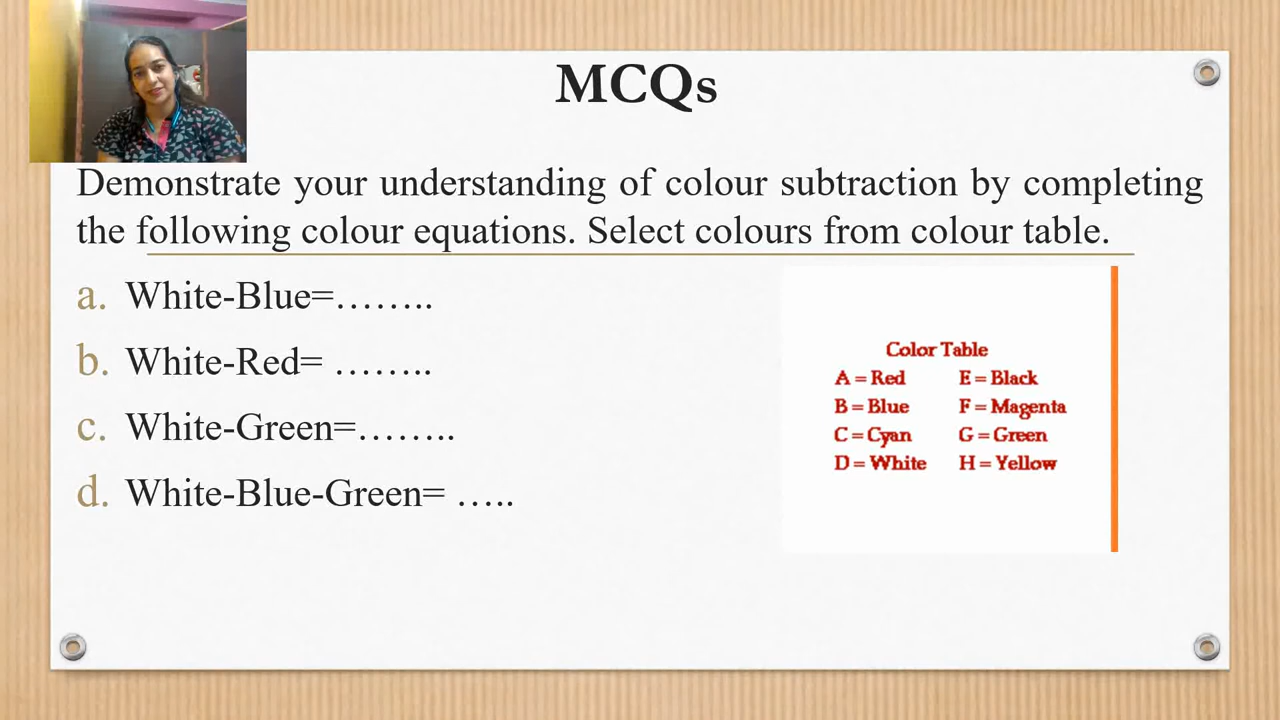 MCQs
Demonstrate your understanding of colour subtraction by completing
the following colour equations. Select colours from colour table.
a. White-Blue=……..
b. White-Red= ……..
c. White-Green=……..
d. White-Blue-Green= …..
Color Table
A = Red E = Black
B = Blue F = Magenta
C = Cyan G = Green
D = White H = Yellow